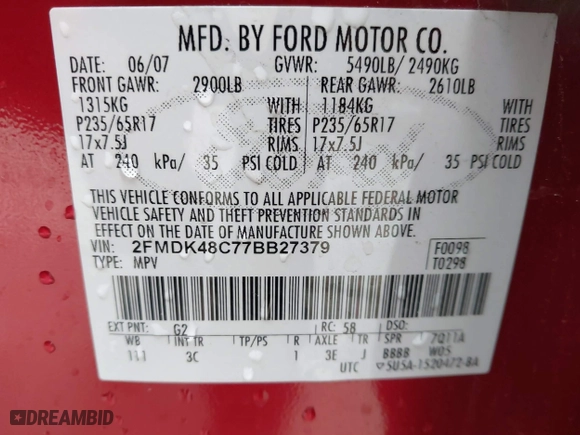 MFD. BY FORD MOTOR CO.
DATE: 06/07 GVWR: 5490LB/ 2490KG
FRONT GAWR: 2900LB REAR GAWR: 2610LB
1315KG WITH 1184KG WITH
P235/65R17 TIRES P235/65R17 TIRES
17x7.5J RIMS 17x7.5J RIMS
AT 240 kPa/ 35 PSI COLD AT 240 kPa/ 35 PSI COLD
THIS VEHICLE CONFORMS TO ALL APPLICABLE FEDERAL MOTOR
VEHICLE SAFETY AND THEFT PREVENTION STANDARDS IN
EFFECT ON THE DATE OF MANUFACTURE SHOWN ABOVE.
VIN: 2FMDK48C77BB27379 F0098
TYPE: MPV T0298
EXT PNT: G2 RC: 58 DSO:
WB INT TR TP/PS R AXLE TR SPR 7Q11A
1L1 3C 1 3E J BBBB W05
UTC 5U5A-1520472-BA
DREAMBID